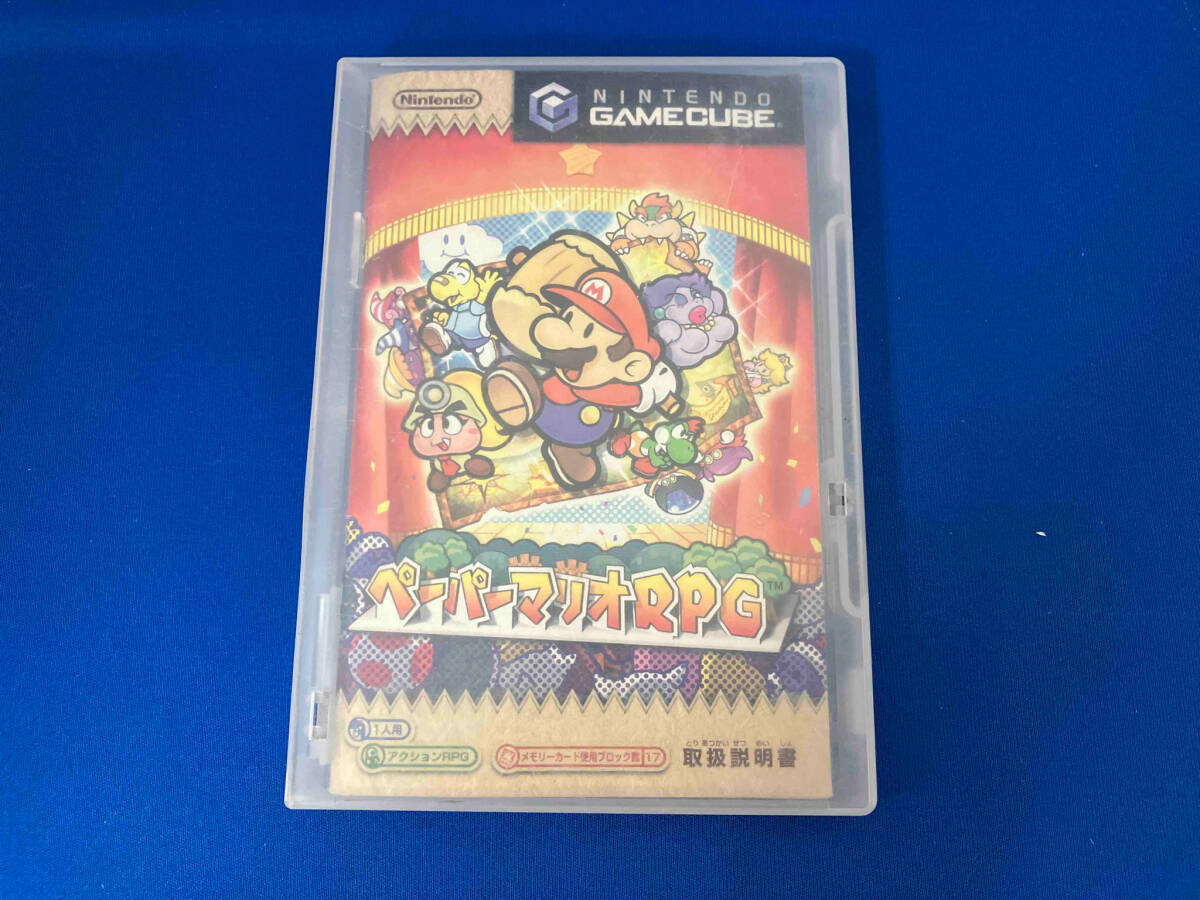 Nintendo
NINTENDO
GAMECUBE
M
ペーパーマリオRPG™
1人用
アクションRPG
メモリーカード使用ブロック数 17
とり あつかい せつ めい しょ
取扱説明書